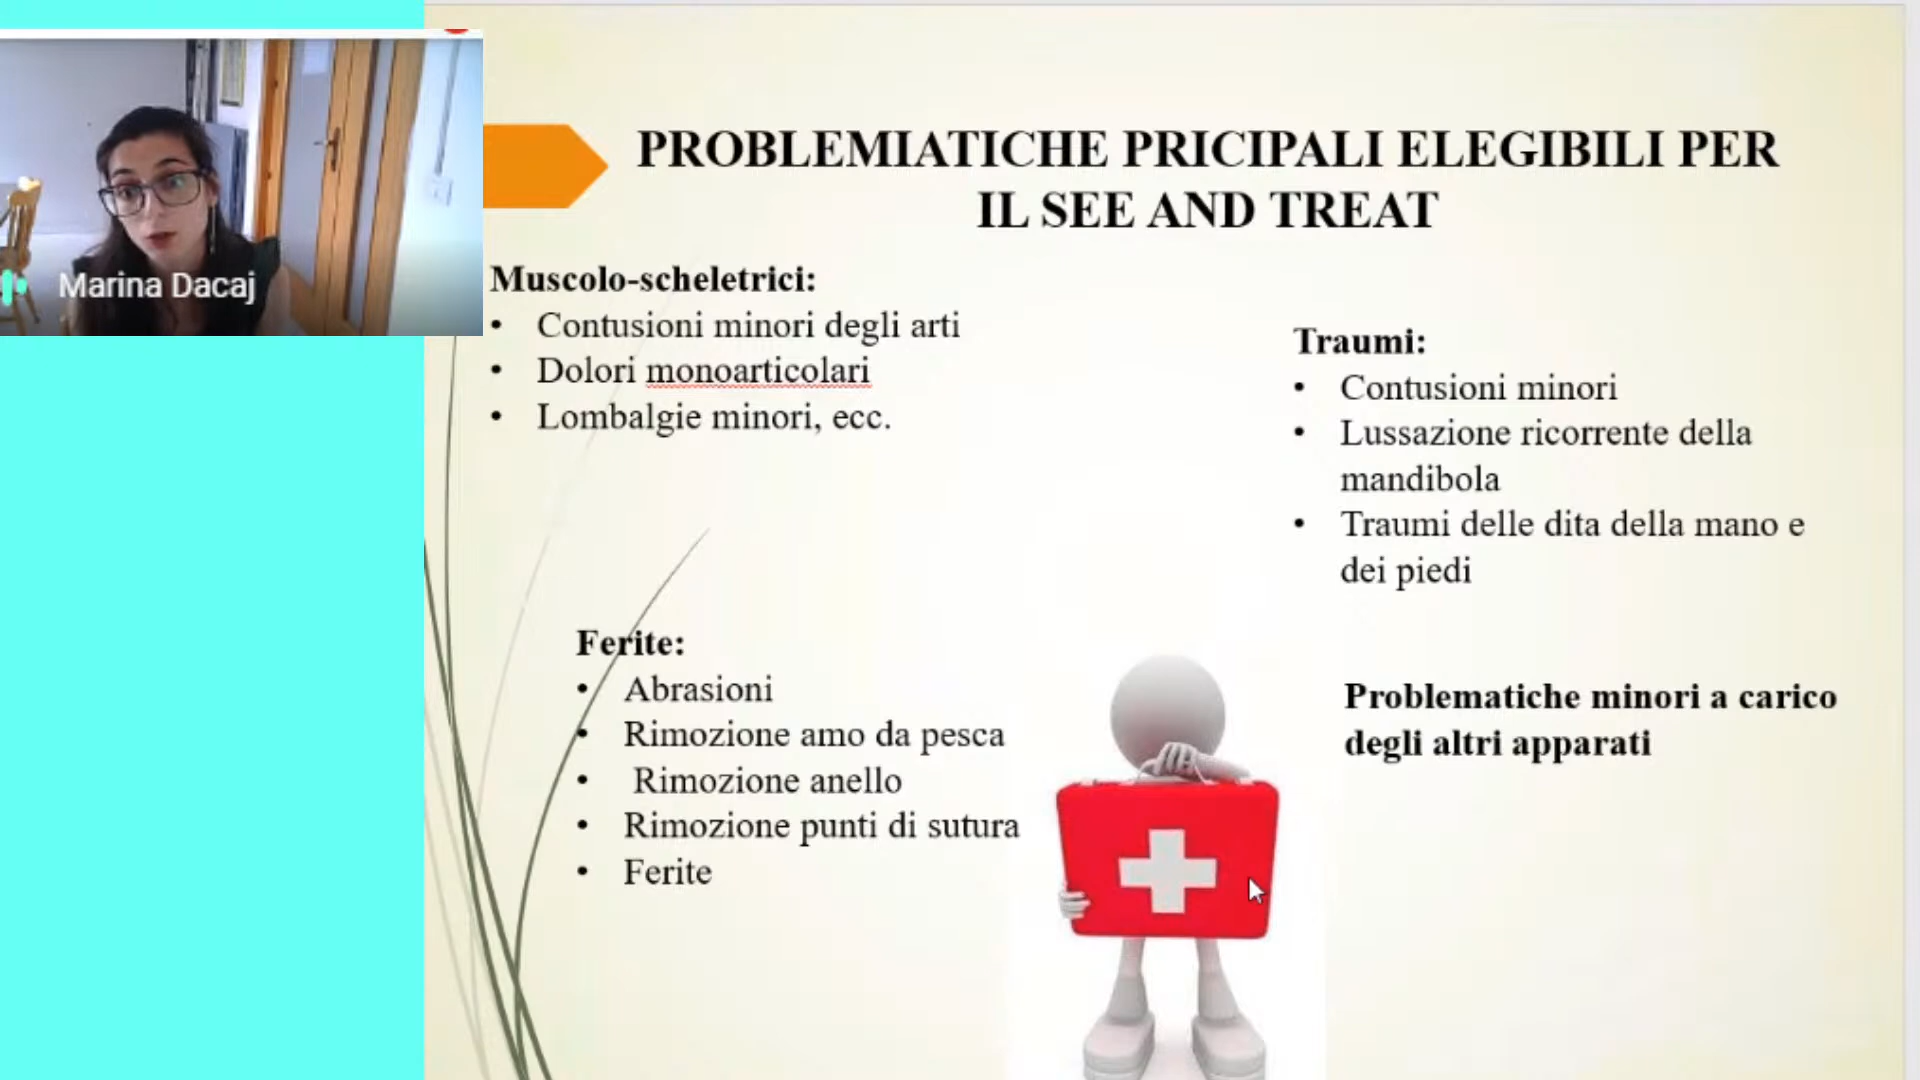 Marina Dacaj
PROBLEMIATICHE PRICIPALI ELEGIBILI PER
IL SEE AND TREAT
Muscolo-scheletrici:
• Contusioni minori degli arti
• Dolori monoarticolari
• Lombalgie minori, ecc.
Traumi:
• Contusioni minori
• Lussazione ricorrente della
mandibola
• Traumi delle dita della mano e
dei piedi
Ferite:
• Abrasioni
• Rimozione amo da pesca
• Rimozione anello
• Rimozione punti di sutura
• Ferite
Problematiche minori a carico
degli altri apparati